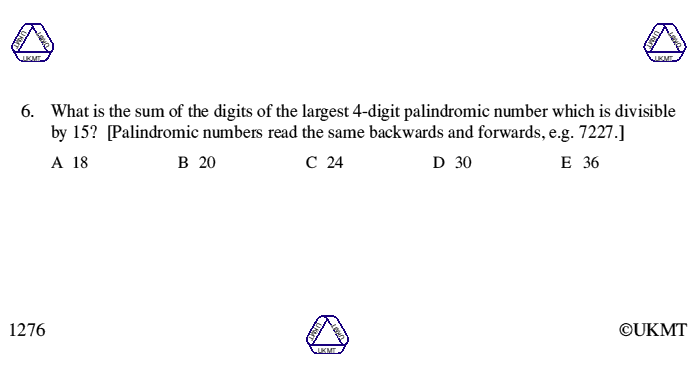 UKMT UKMT UKMT UKMT UKMT UKMT
6. What is the sum of the digits of the largest 4-digit palindromic number which is divisible
by 15? [Palindromic numbers read the same backwards and forwards, e.g. 7227.]
A 18 B 20 C 24 D 30 E 36
1276 UKMT UKMT UKMT ©UKMT